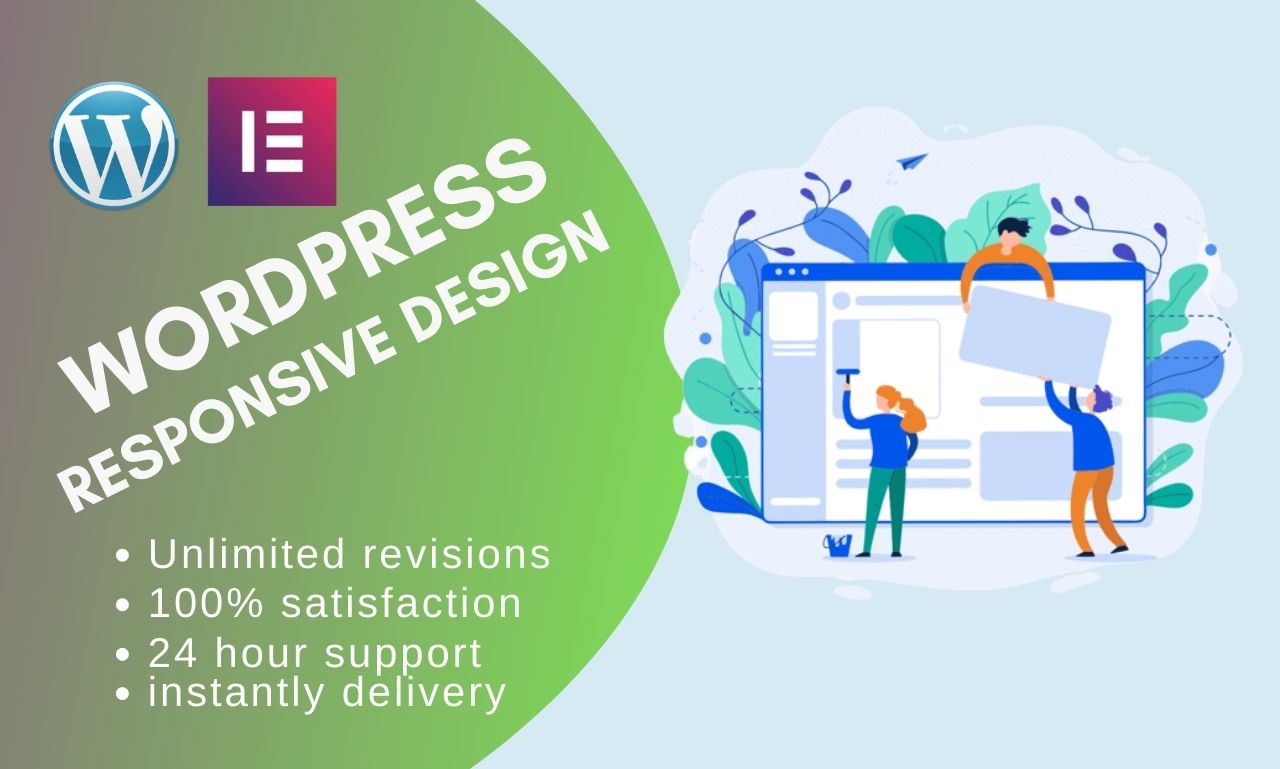 WORDPRESS
RESPONSIVE DESIGN
• Unlimited revisions
• 100% satisfaction
• 24 hour support
• instantly delivery